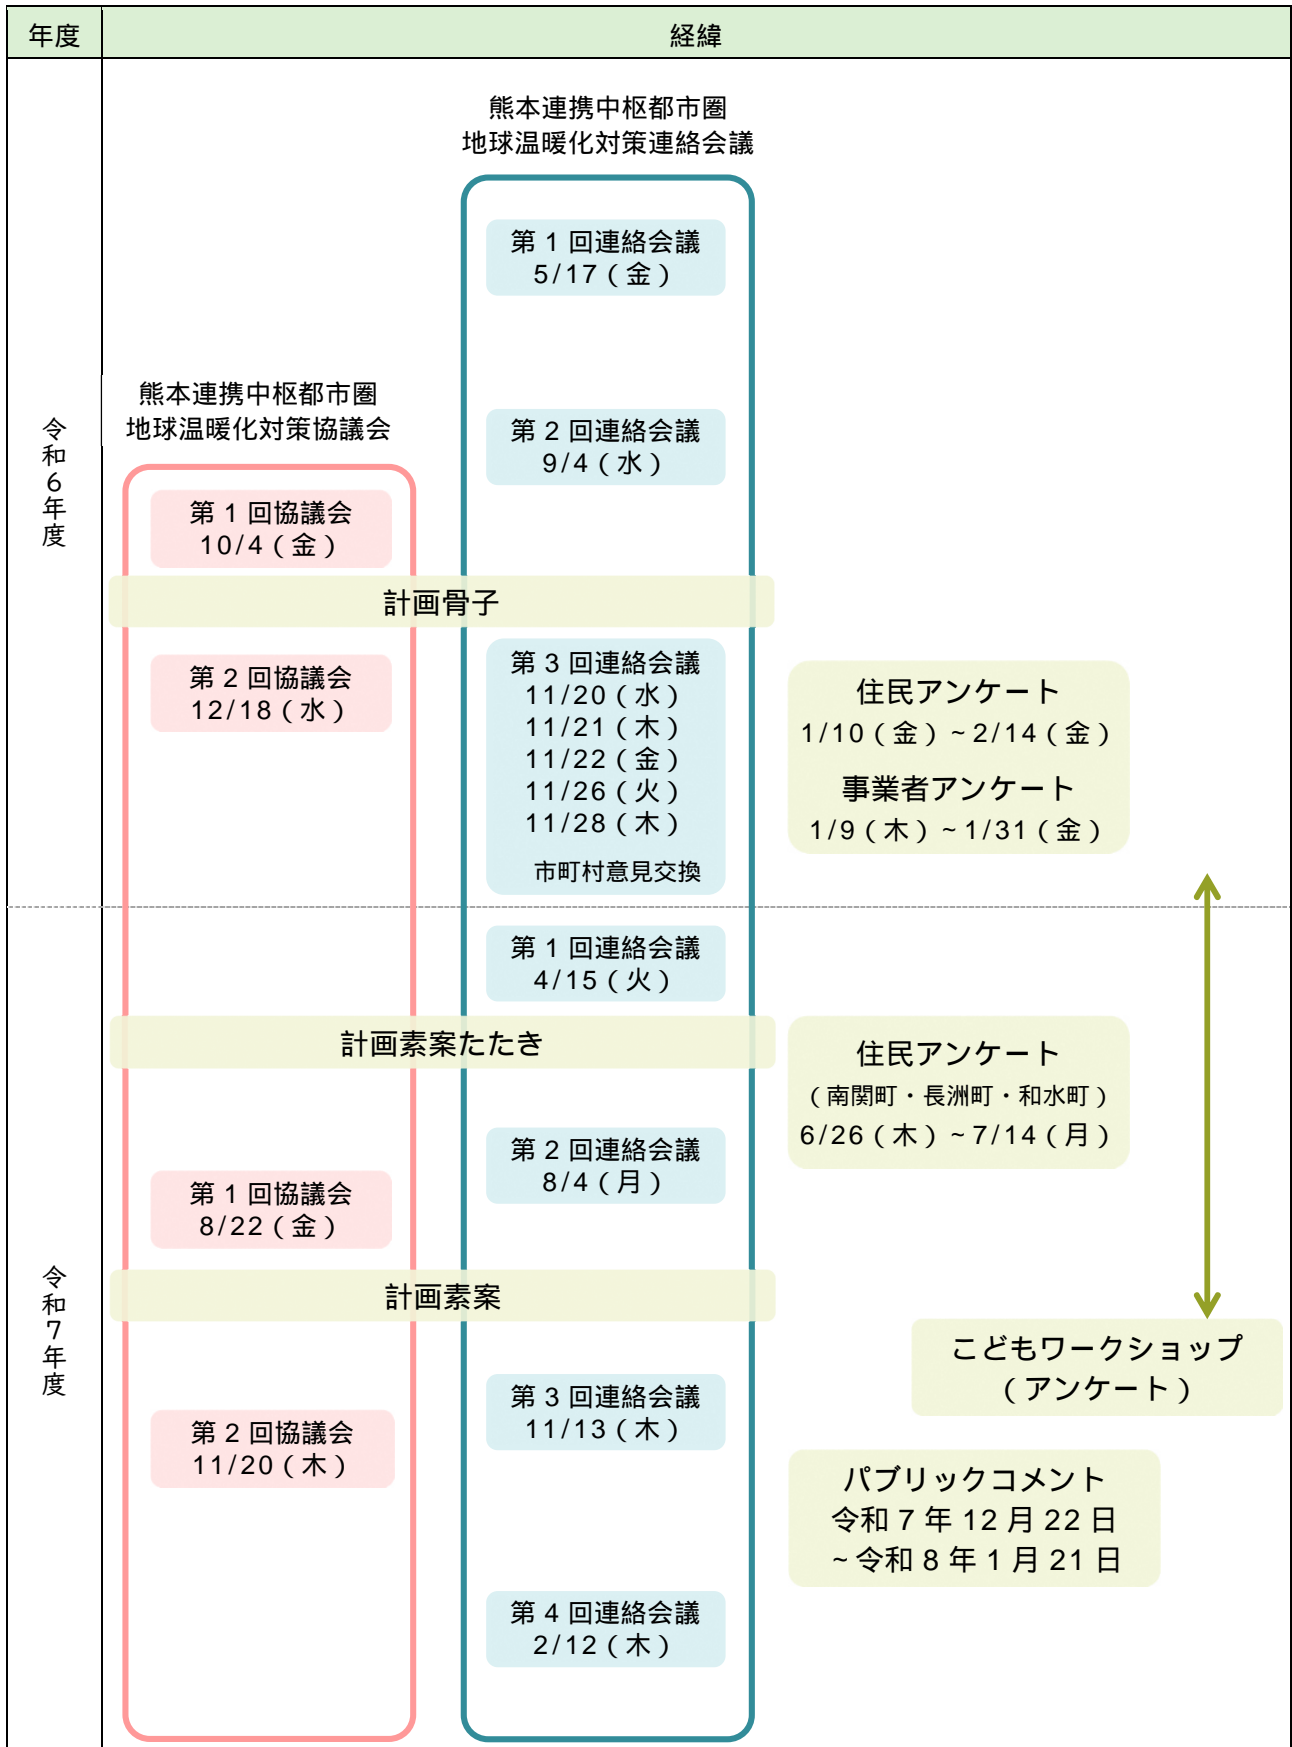 年度
経緯
熊本連携中枢都市圏
地球温暖化対策連絡会議
第1回連絡会議
5/17（金）
熊本連携中枢都市圏
地球温暖化対策協議会
第2回連絡会議
9/4（水）
令和6年度
第1回協議会
10/4（金）
計画骨子
第2回協議会
12/18（水）
第3回連絡会議
11/20（水）
11/21（木）
11/22（金）
11/26（火）
11/28（木）
市町村意見交換
住民アンケート
1/10（金）~2/14（金）
事業者アンケート
1/9（木）~1/31（金）
第1回連絡会議
4/15（火）
計画素案たたき
住民アンケート
（南関町・長洲町・和水町）
6/26（木）~7/14（月）
第2回連絡会議
8/4（月）
第1回協議会
8/22（金）
令和7年度
計画素案
こどもワークショップ
（アンケート）
第3回連絡会議
11/13（木）
第2回協議会
11/20（木）
パブリックコメント
令和7年12月22日
~令和8年1月21日
第4回連絡会議
2/12（木）